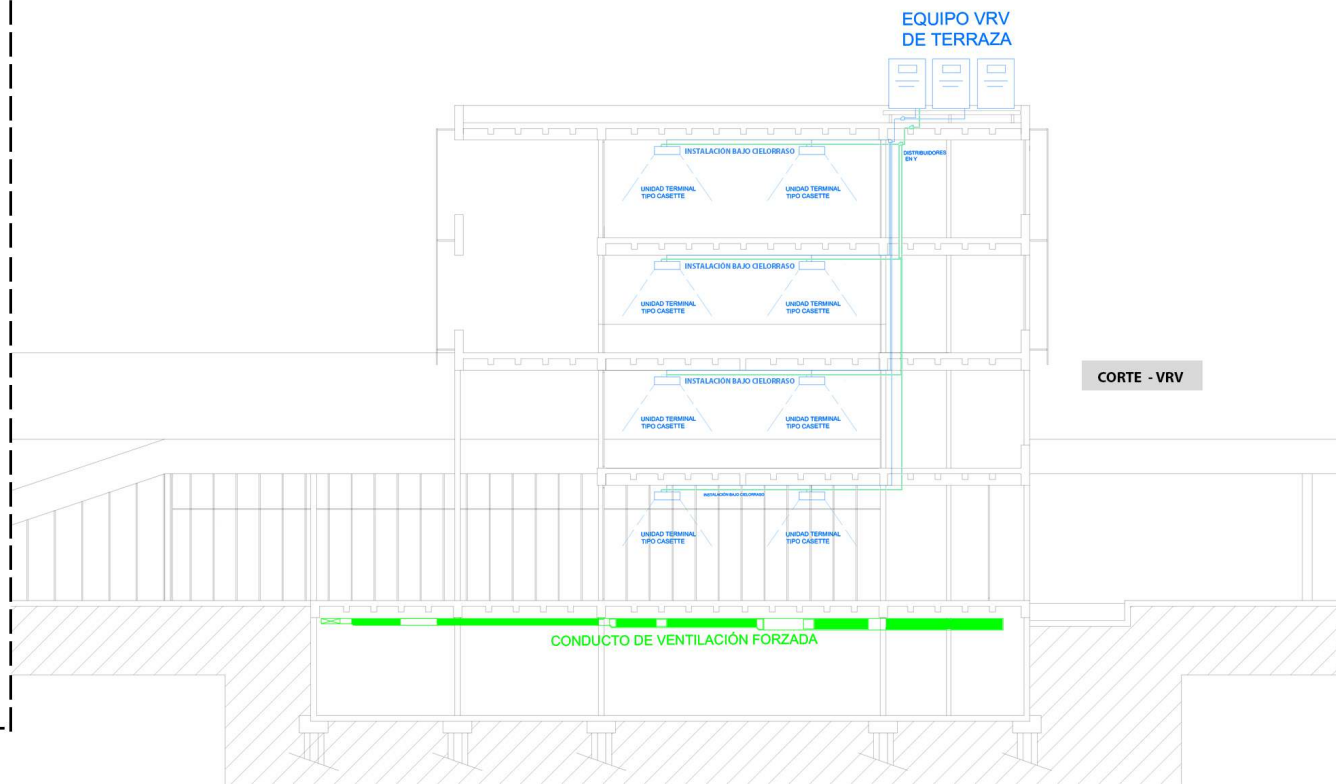 EQUIPO VRV
DE TERRAZA
INSTALACIÓN BAJO CIELORRASO
DISTRIBUIDORES
EN Y
UNIDAD TERMINAL
TIPO CASETTE
UNIDAD TERMINAL
TIPO CASETTE
INSTALACIÓN BAJO CIELORRASO
UNIDAD TERMINAL
TIPO CASETTE
UNIDAD TERMINAL
TIPO CASETTE
CORTE - VRV
INSTALACIÓN BAJO CIELORRASO
UNIDAD TERMINAL
TIPO CASETTE
UNIDAD TERMINAL
TIPO CASETTE
INSTALACIÓN BAJO CIELORRASO
UNIDAD TERMINAL
TIPO CASETTE
UNIDAD TERMINAL
TIPO CASETTE
CONDUCTO DE VENTILACIÓN FORZADA